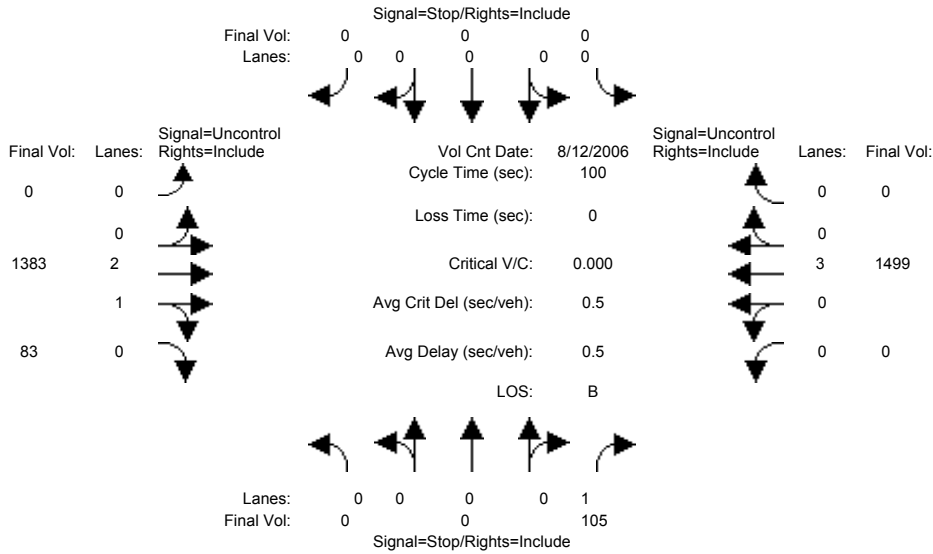 Signal=Stop/Rights=Include
Final Vol: 0 0 0
Lanes: 0 0 0 0 0
Signal=Uncontrol Signal=Uncontrol
Final Vol: Lanes: Rights=Include Vol Cnt Date: 8/12/2006 Rights=Include Lanes: Final Vol:
Cycle Time (sec): 100
0 0 0 0
Loss Time (sec): 0
0 0
1383 2 Critical V/C: 0.000 3 1499
1 Avg Crit Del (sec/veh): 0.5 0
83 0 Avg Delay (sec/veh): 0.5 0 0
LOS: B
Lanes: 0 0 0 0 1
Final Vol: 0 0 105
Signal=Stop/Rights=Include